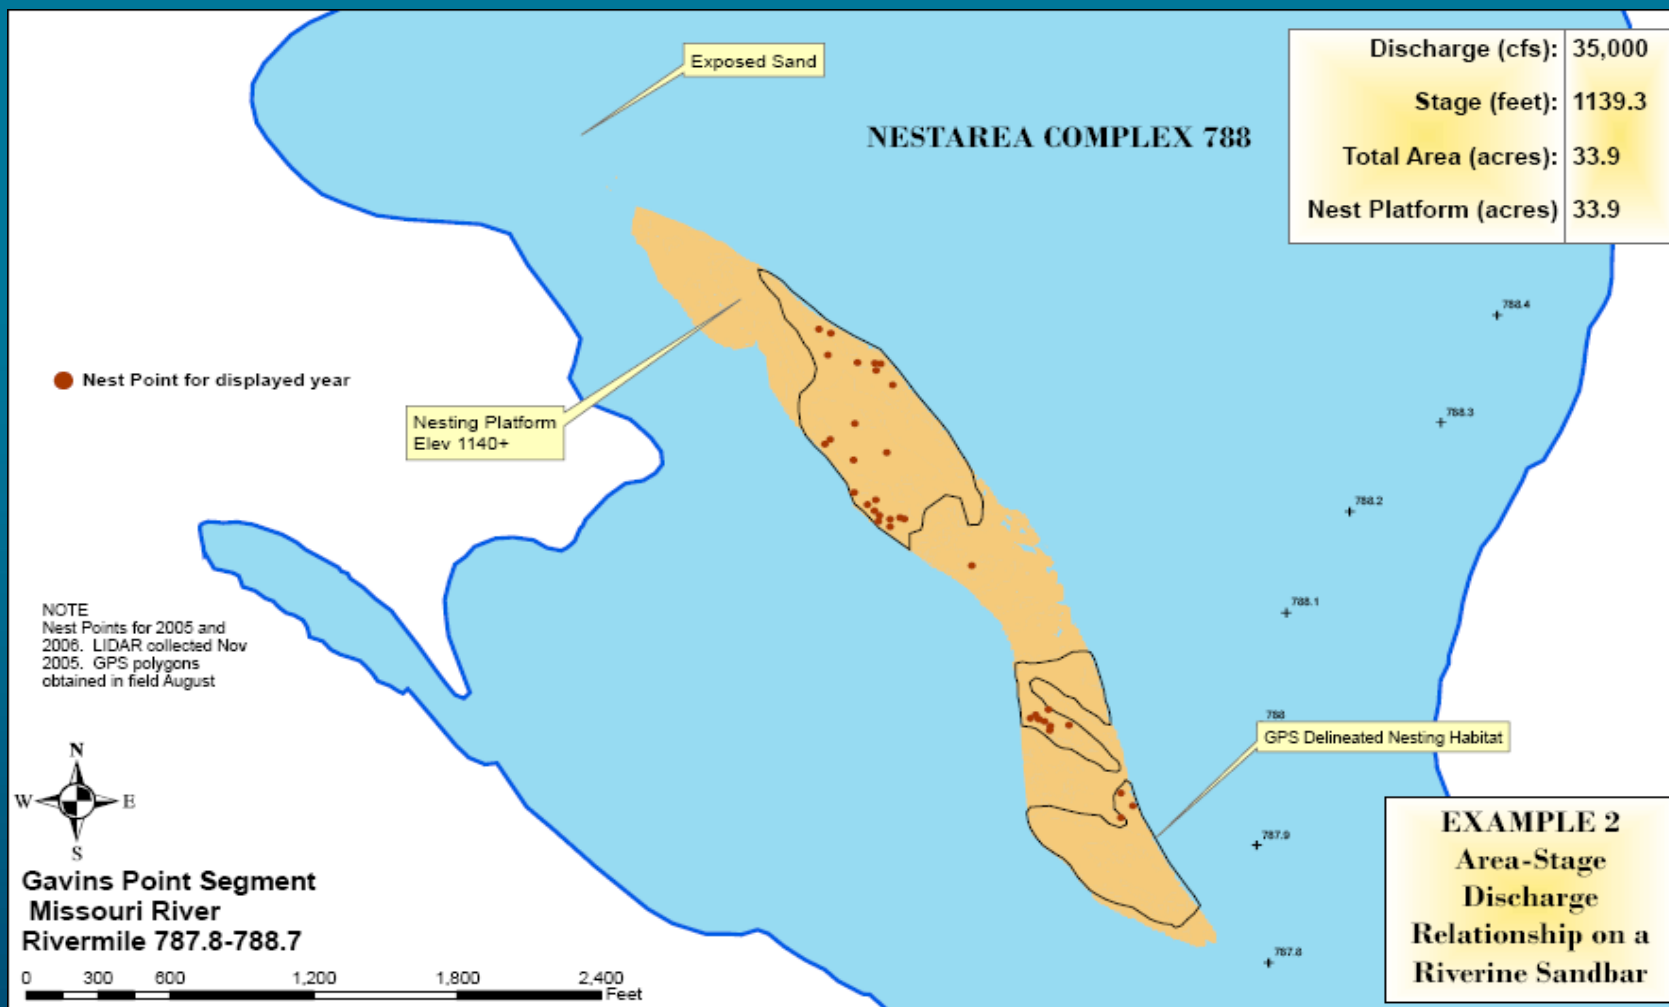 Exposed Sand
NESTAREA COMPLEX 788
Discharge (cfs): 35,000
Stage (feet): 1139.3
Total Area (acres): 33.9
Nest Platform (acres) 33.9
788.4
Nest Point for displayed year
Nesting Platform
Elev 1140+
788.3
788.2
788.1
NOTE
Nest Points for 2005 and
2006. LIDAR collected Nov
2005. GPS polygons
obtained in field August
788
GPS Delineated Nesting Habitat
N
W E
S
787.9
787.8
Gavins Point Segment
Missouri River
Rivermile 787.8-788.7
0 300 600 1,200 1,800 2,400
Feet
EXAMPLE 2
Area-Stage
Discharge
Relationship on a
Riverine Sandbar